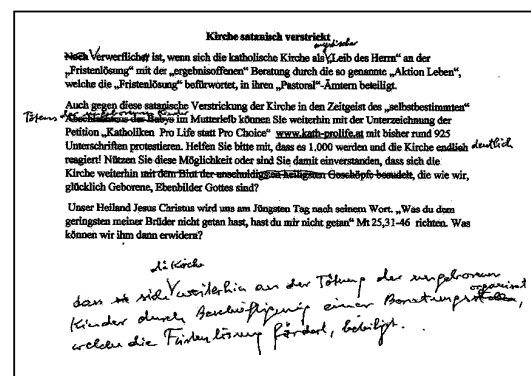 Kirche satanisch verstrickt
mystischer
Noch Verwerflicher ist, wenn sich die katholische Kirche als „Leib des Herrn“ an der
„Fristenlösung“ mit der „ergebnisoffenen“ Beratung durch die so genannte „Aktion Leben“,
welche die „Fristenlösung“ befürwortet, in ihren „Pastoral“-Ämtern beteiligt.
Auch gegen diese satanische Verstrickung der Kirche in den Zeitgeist des „selbstbestimmten“
Tötens der
Babys im Mutterleib können Sie weiterhin mit der Unterzeichnung der
Petition „Katholiken Pro Life statt Pro Choice“ www.kath-prolife.at mit bisher rund 925
Unterschriften protestieren. Helfen Sie bitte mit, dass es 1.000 werden und die Kirche endlich deutlich
reagiert! Nützen Sie diese Möglichkeit oder sind Sie damit einverstanden, dass sich die
Kirche weiterhin mit dem Blut der unschuldigen heiligsten Geschöpfe besudelt, die wie wir,
glücklich Geborene, Ebenbilder Gottes sind?
Unser Heiland Jesus Christus wird uns am Jüngsten Tag nach seinem Wort. „Was du dem
geringsten meiner Brüder nicht getan hast, hast du mir nicht getan“ Mt 25,31-46 richten. Was
können wir ihm dann erwidern?
die Kirche
dass sie sich weiterhin an der Tötung der ungeborenen
Kinder durch Beschäftigung einer Beratungsstellen,
welche die Fristenlösung fördert, beteiligt.